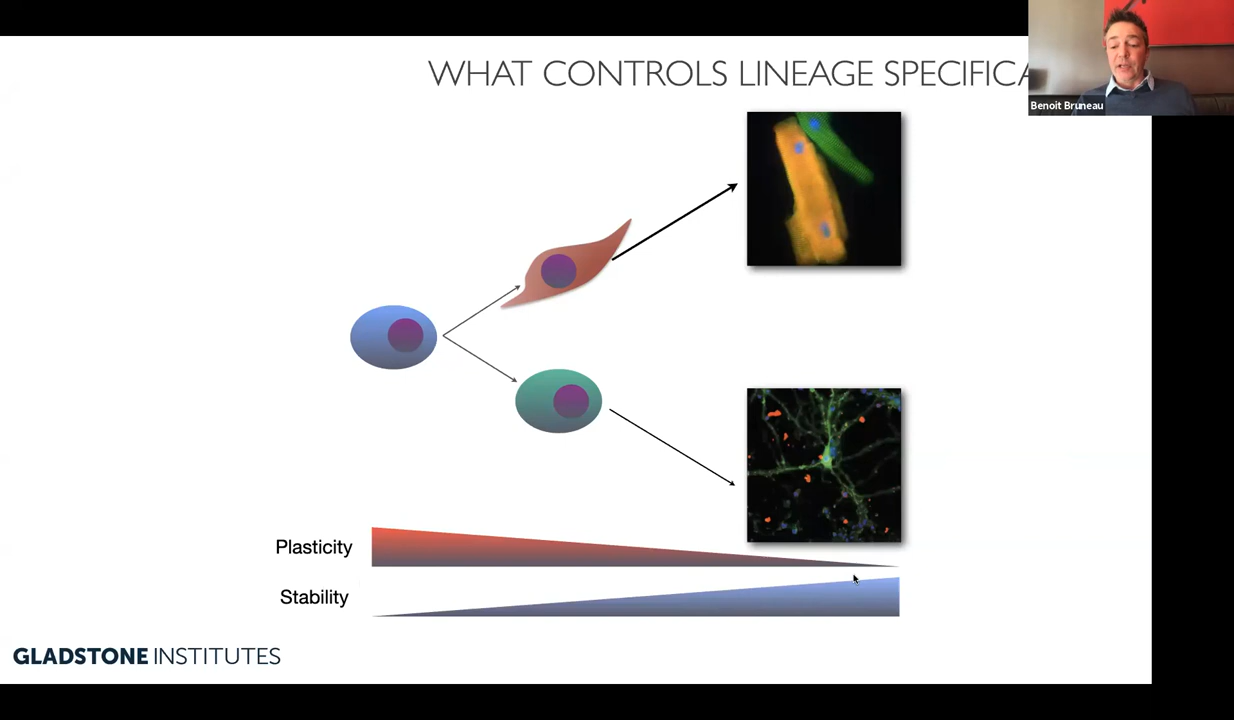 WHAT CONTROLS LINEAGE SPECIFICA
Benoit Bruneau
Plasticity
Stability
GLADSTONE INSTITUTES